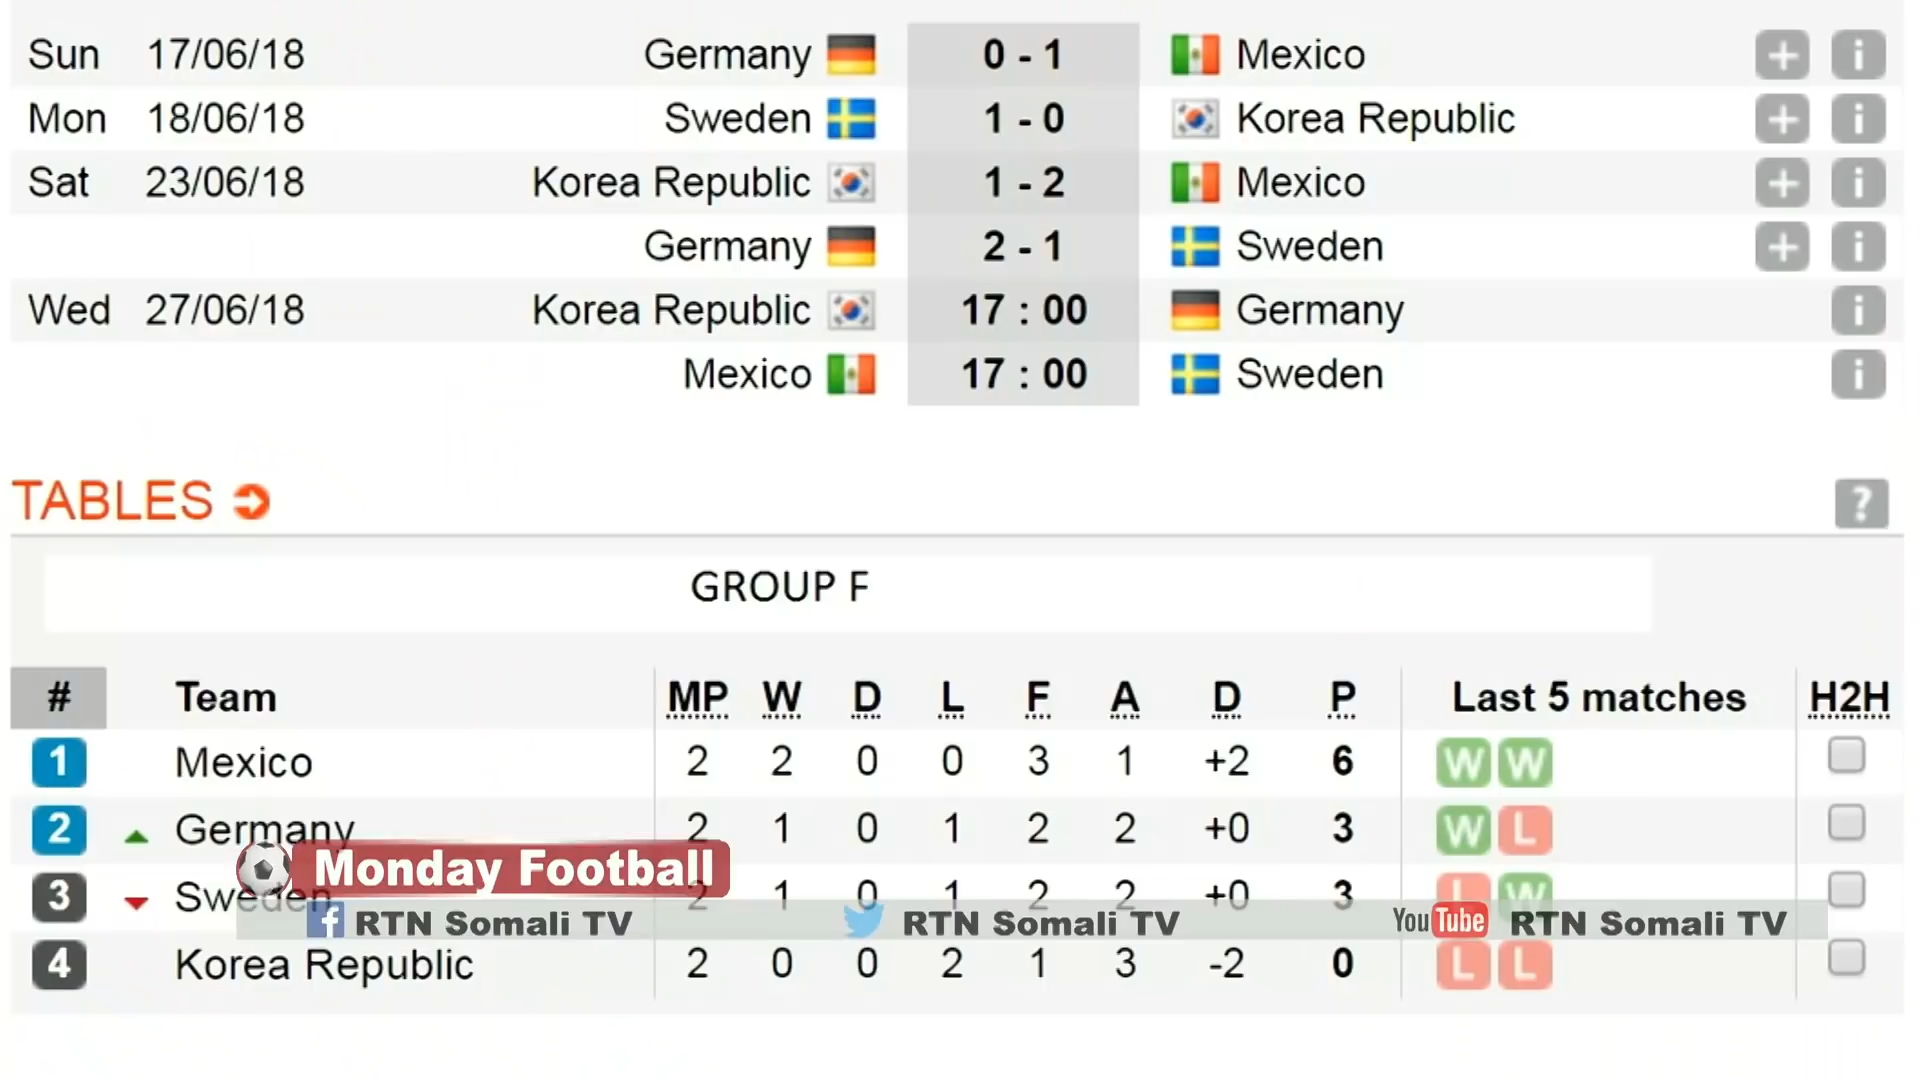 Sun 17/06/18 Germany 0 - 1 Mexico + i
Mon 18/06/18 Sweden 1 - 0 Korea Republic + i
Sat 23/06/18 Korea Republic 1 - 2 Mexico + i
Germany 2 - 1 Sweden + i
Wed 27/06/18 Korea Republic 17 : 00 Germany i
Mexico 17 : 00 Sweden i
TABLES ?
GROUP F
# Team MP W D L F A D P Last 5 matches H2H
1 Mexico 2 2 0 0 3 1 +2 6 W W
2 Germany 2 1 0 1 2 2 +0 3 W L
Monday Football
3 Sweden 2 1 0 1 2 2 +0 3 L W
f RTN Somali TV RTN Somali TV YouTube RTN Somali TV
4 Korea Republic 2 0 0 2 1 3 -2 0 L L